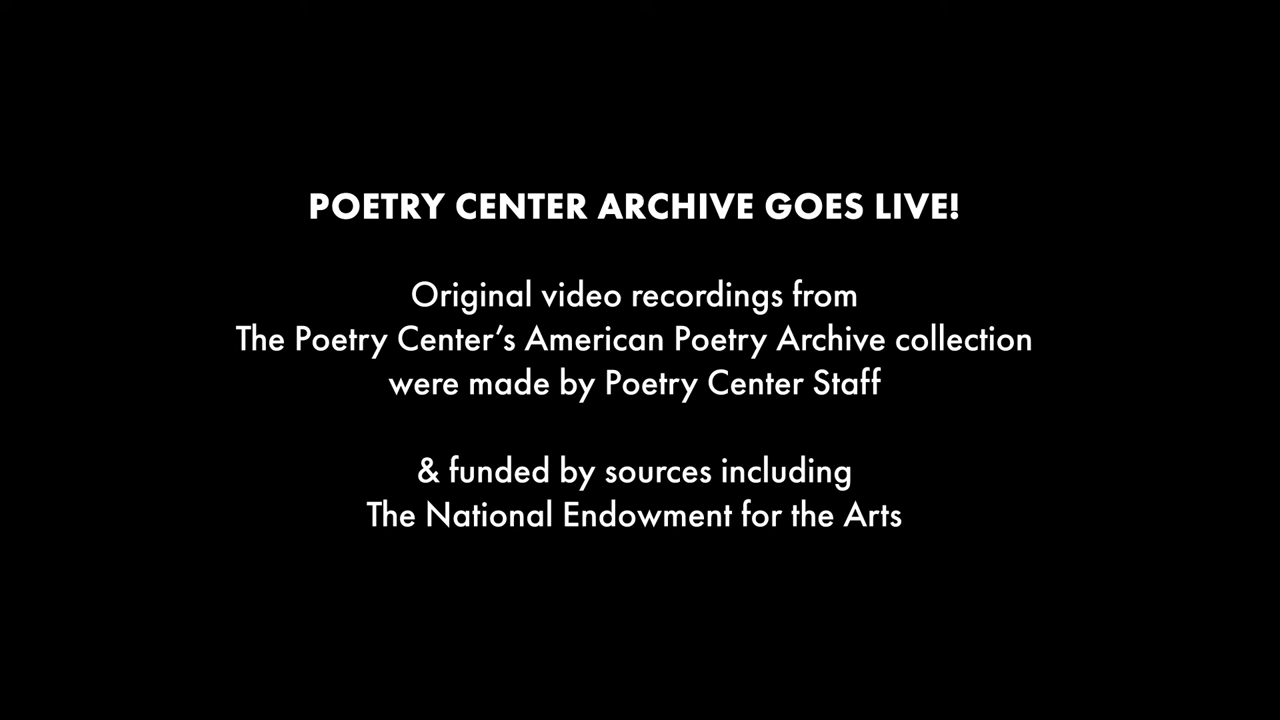 POETRY CENTER ARCHIVE GOES LIVE!
Original video recordings from
The Poetry Center’s American Poetry Archive collection
were made by Poetry Center Staff
& funded by sources including
The National Endowment for the Arts